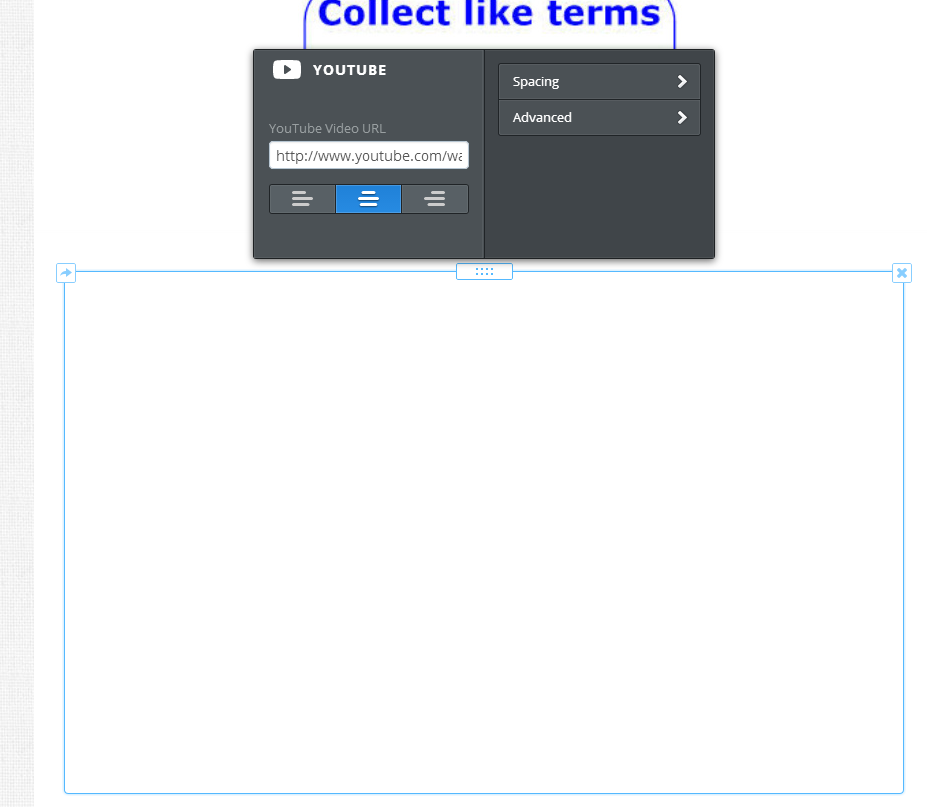 Collect like terms
YOUTUBE
Spacing
Advanced
YouTube Video URL
http://www.youtube.com/wa